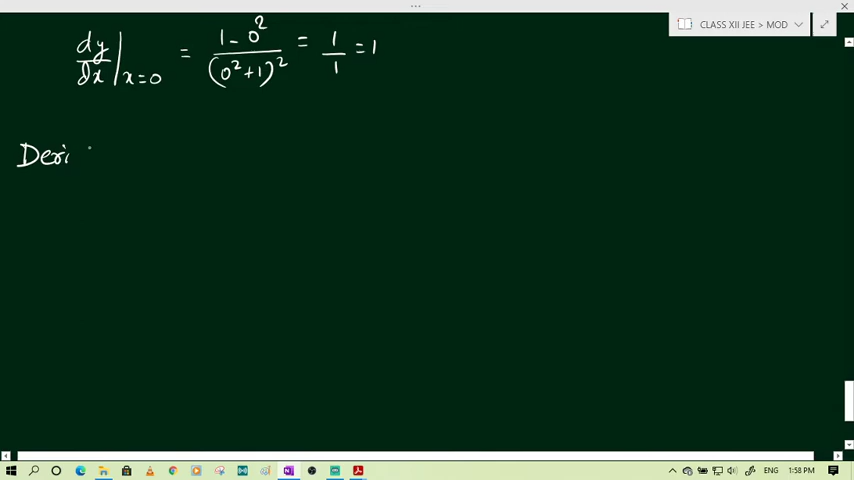 CLASS XII JEE > MOD
dy/dx|x=0 = 1-0²/(0²+1)² = 1/1 = 1
Deri
ENG 1:58 PM